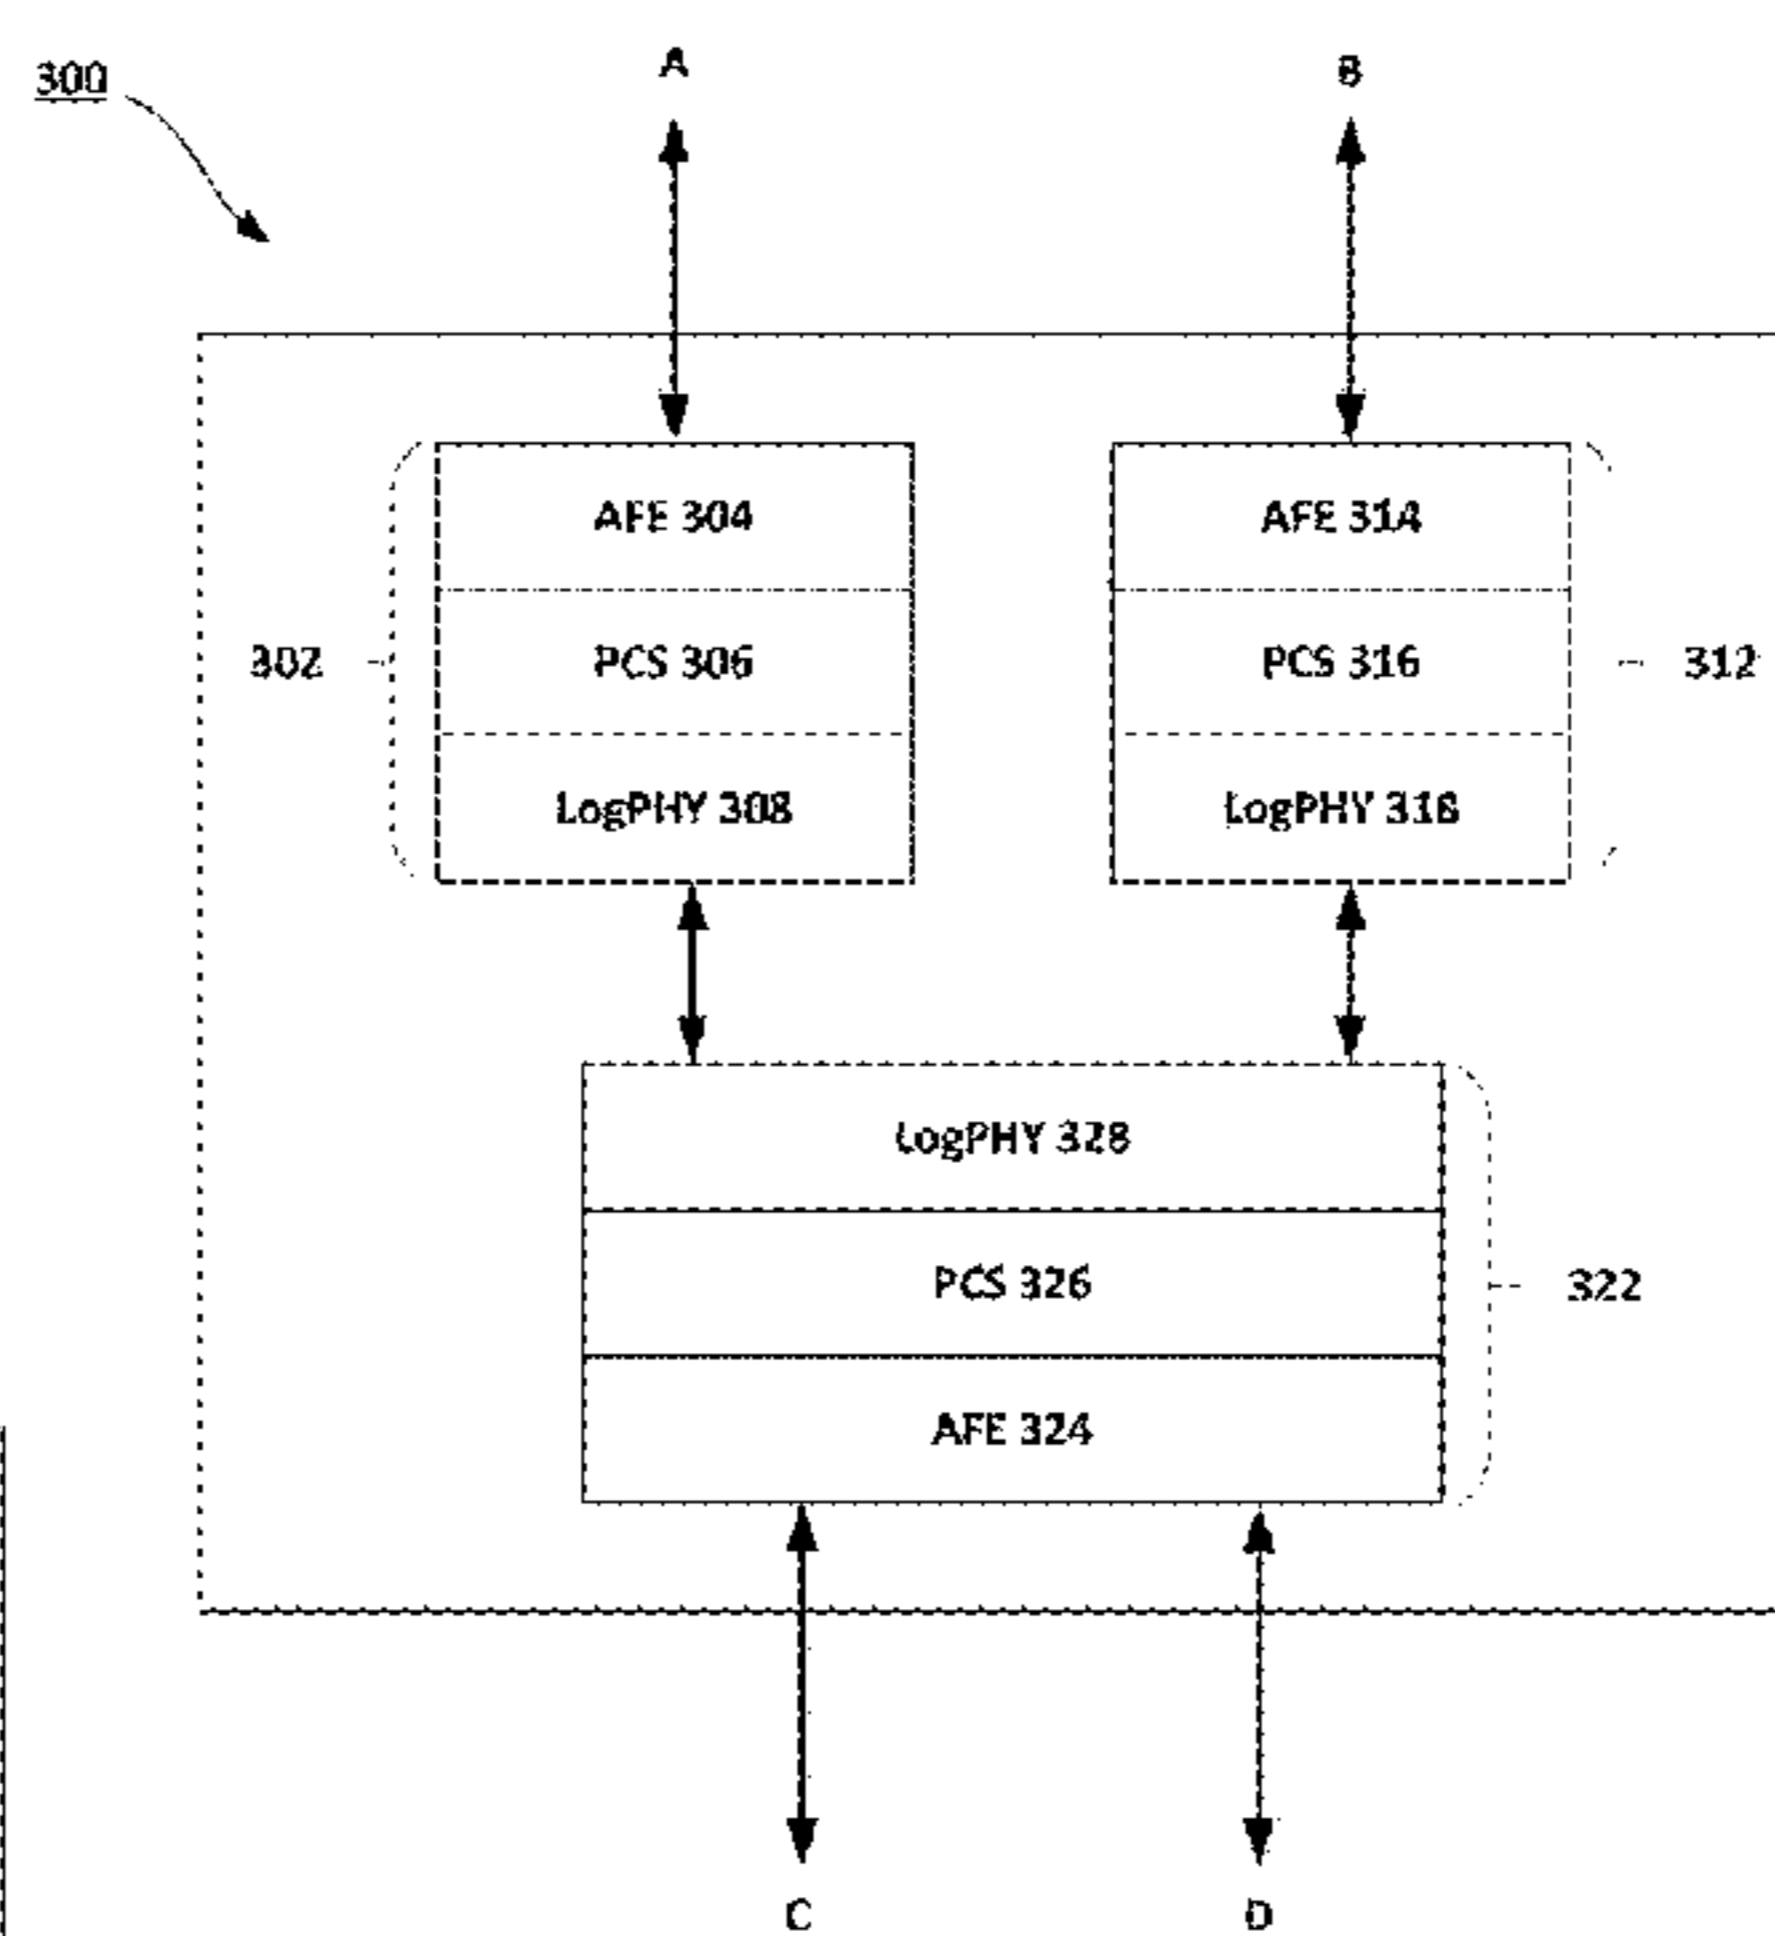 300
A
B
AFE 304
AFE 314
302
PCS 306
PCS 316
312
LogPHY 308
LogPHY 318
LogPHY 328
PCS 326
322
AFE 324
C
D